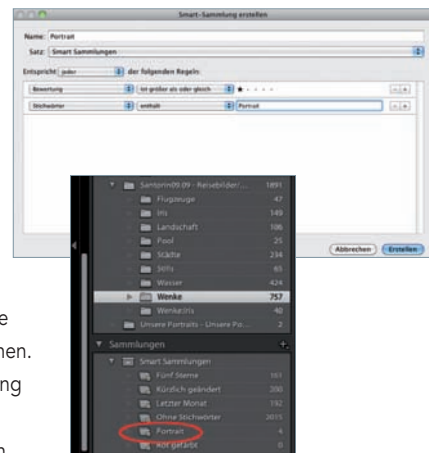 Smart-Sammlung erstellen
Name: Portrait
Satz: Smart Sammlungen
Entspricht jeder der folgenden Regeln:
Bewertung ist größer als oder gleich ★ · · · ·
Stichwörter enthält Portrait
Abbrechen Erstellen
Santorin09.09 - Reisebilder/... 1891
Flugzeuge 47
Iris 149
Landschaft 106
Pool 25
Städte 234
Stills 65
Wasser 424
Wenke 757
Wenke;Iris 40
Unsere Portraits - Unsere Po... 2
Sammlungen +
Smart Sammlungen
Fünf Sterne 101
Kürzlich geändert 200
Letzter Monat 192
Ohne Stichwörter 2015
Portrait 4
Rot gefärbt 0
e
nen.
ng